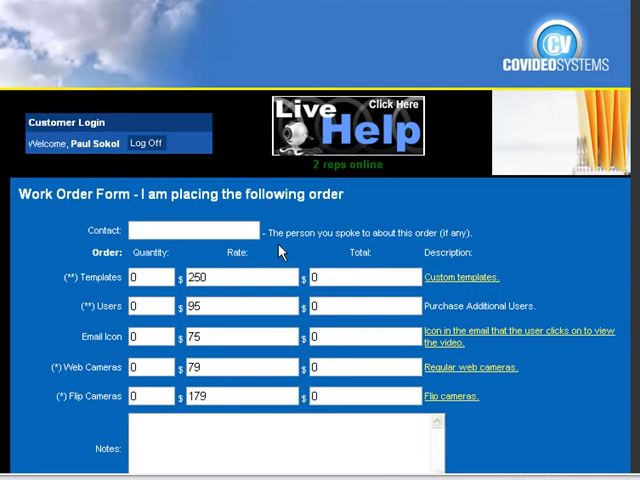 CV
COVIDEOSYSTEMS
Customer Login
Welcome, Paul Sokol Log Off
Live Click Here
Help
2 reps online
Work Order Form - I am placing the following order
Contact: - The person you spoke to about this order (if any).
Order: Quantity: Rate: Total: Description:
(**) Templates 0 $ 250 $ 0 Custom templates.
(**) Users 0 $ 95 $ 0 Purchase Additional Users.
Email Icon 0 $ 75 $ 0 Icon in the email that the user clicks on to view
the video.
(*) Web Cameras 0 $ 79 $ 0 Regular web cameras.
(*) Flip Cameras 0 $ 179 $ 0 Flip cameras.
Notes: